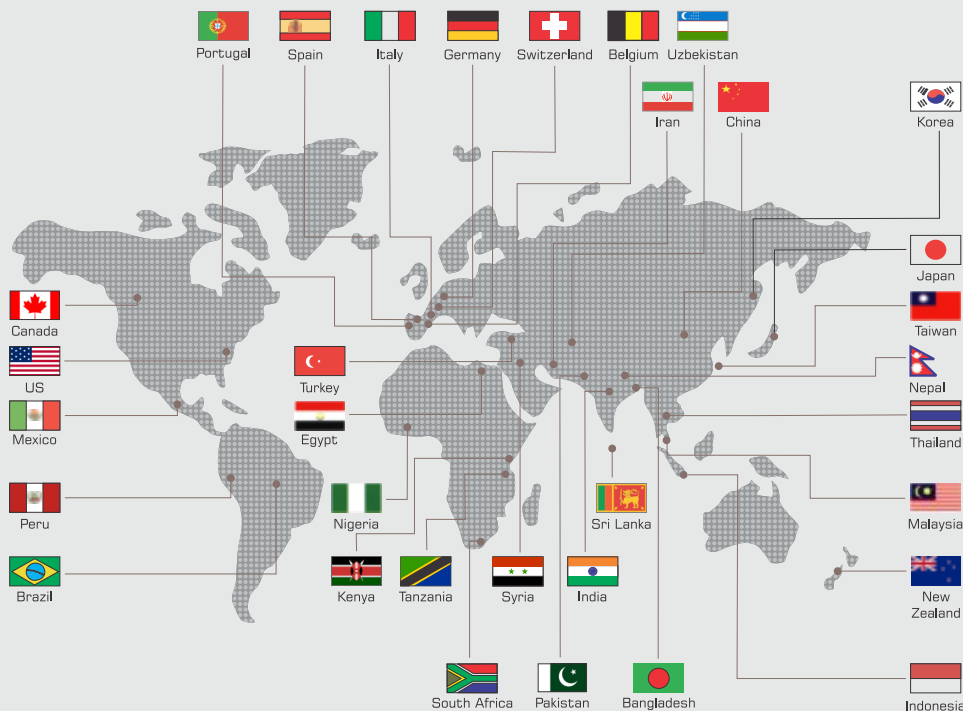 Portugal
Spain
Italy
Germany
Switzerland
Belgium
Uzbekistan
Iran
China
Korea
Japan
Canada
Taiwan
US
Turkey
Nepal
Mexico
Egypt
Thailand
Peru
Nigeria
Sri Lanka
Malaysia
Brazil
Kenya
Tanzania
Syria
India
New
Zealand
South Africa
Pakistan
Bangladesh
Indonesia